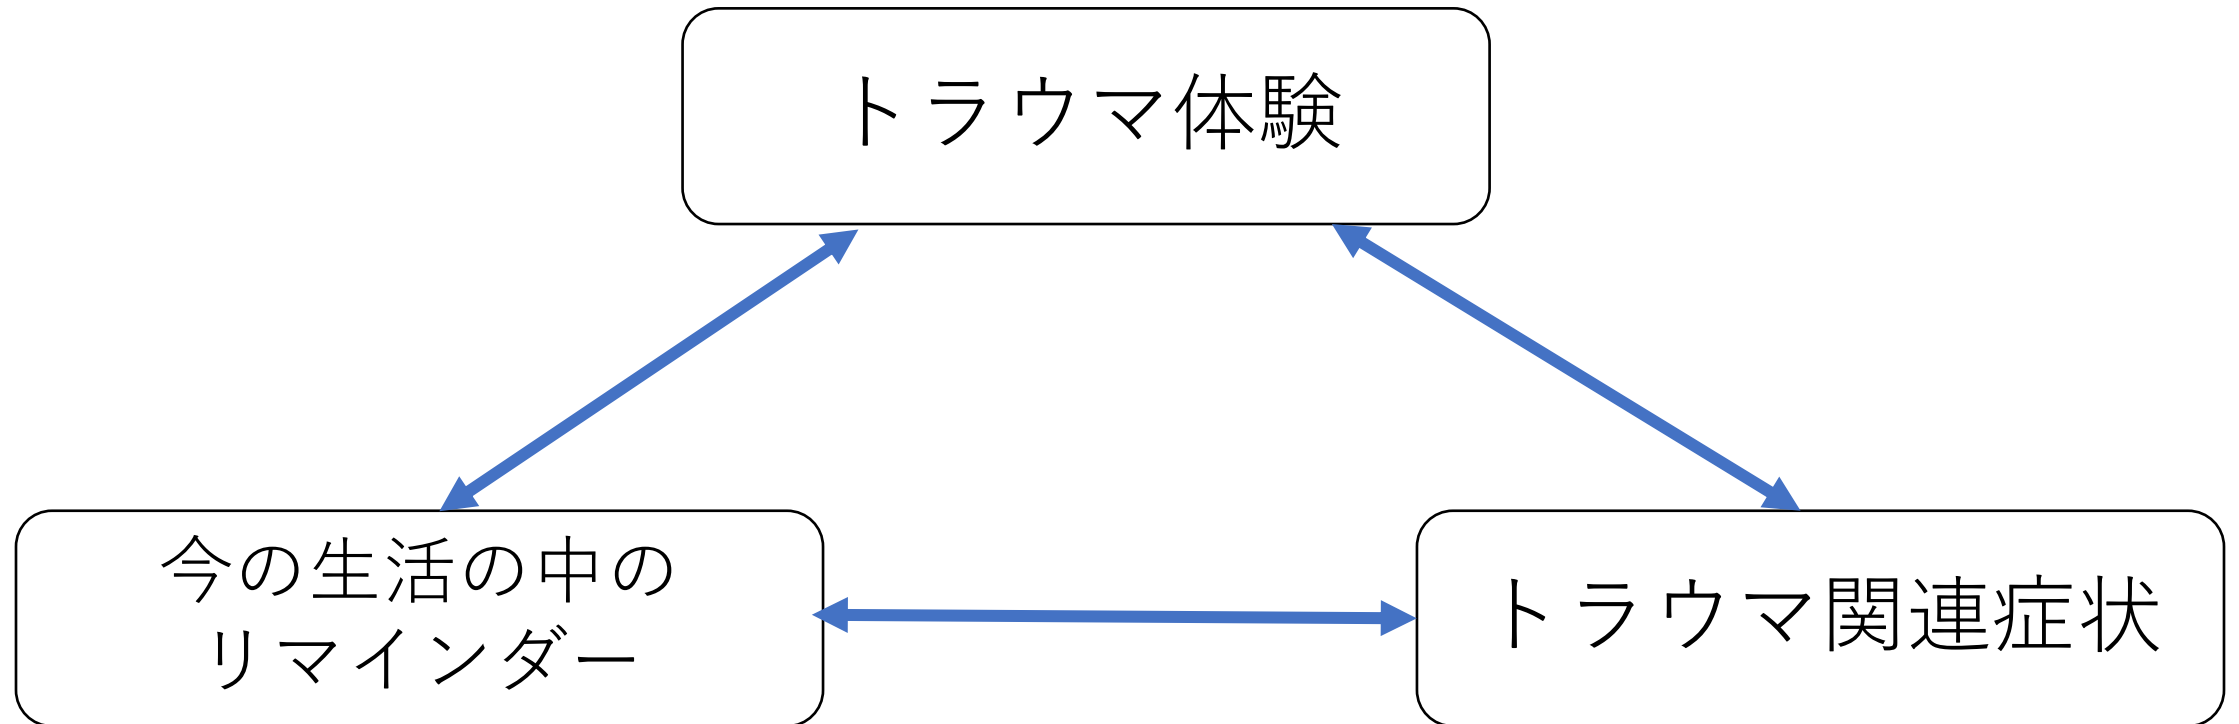 トラウマ体験
今の生活の中の
リマインダー
トラウマ関連症状